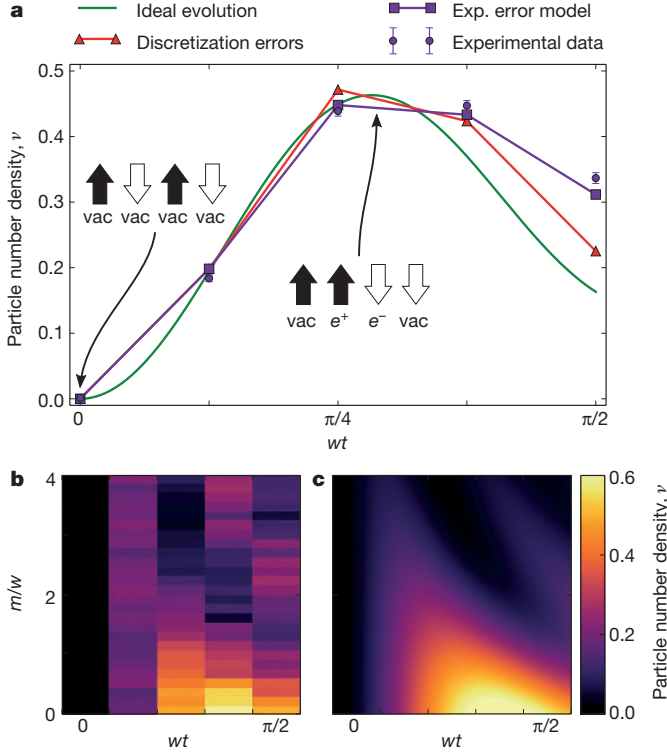 a
Ideal evolution
Exp. error model
Discretization errors
Experimental data
0.5
0.4
0.3
0.2
0.1
0.0
Particle number density, ν
vac vac vac vac
vac e⁺ e⁻ vac
0 π/4 π/2
wt
b
4
2
0
m/w
0 π/2
wt
c
0 π/2
wt
0.6
0.4
0.2
0.0
Particle number density, ν